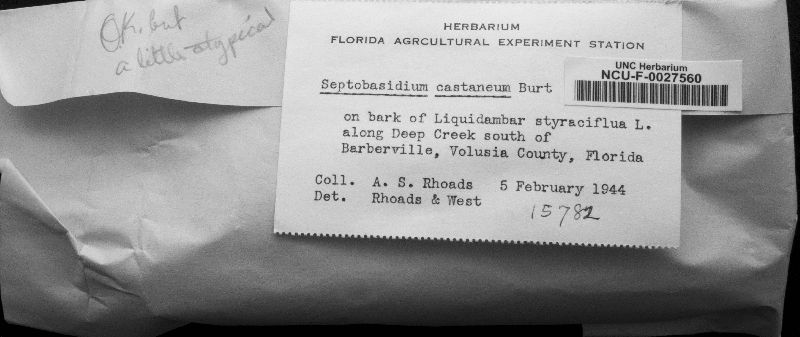 O.K. but
a little atypical
HERBARIUM
FLORIDA AGRCULTURAL EXPERIMENT STATION
Septobasidium castaneum Burt
UNC Herbarium
NCU-F-0027560
on bark of Liquidambar styraciflua L.
along Deep Creek south of
Barberville, Volusia County, Florida
Coll. A. S. Rhoads 5 February 1944
Det. Rhoads & West
15782